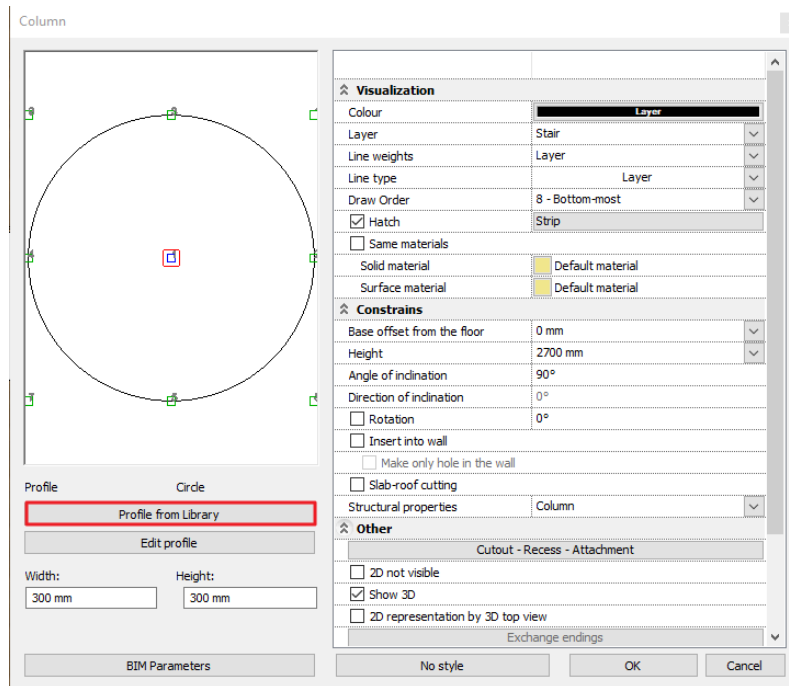 Column
Visualization
Colour Layer
Layer Stair
Line weights Layer
Line type Layer
Draw Order 8 - Bottom-most
Hatch Strip
Same materials
Solid material Default material
Surface material Default material
Constrains
Base offset from the floor 0 mm
Height 2700 mm
Angle of inclination 90°
Direction of inclination 0°
Rotation 0°
Insert into wall
Make only hole in the wall
Slab-roof cutting
Structural properties Column
Other
Cutout - Recess - Attachment
2D not visible
Show 3D
2D representation by 3D top view
Exchange endings
Profile Circle
Profile from Library
Edit profile
Width: Height:
300 mm 300 mm
BIM Parameters No style OK Cancel